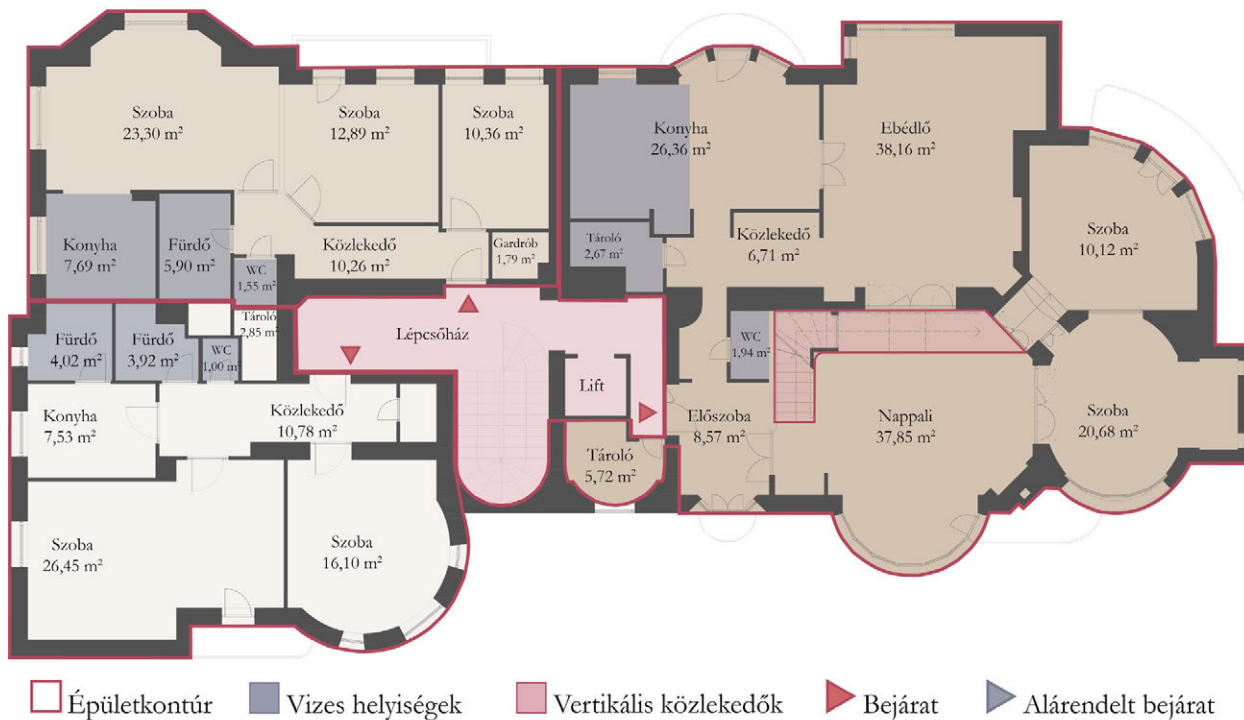 Szoba
23,30 m²
Szoba
12,89 m²
Szoba
10,36 m²
Konyha
7,69 m²
Fürdő
5,90 m²
WC
1,55 m²
Közlekedő
10,26 m²
Gardrób
1,79 m²
Konyha
26,36 m²
Ebédlő
38,16 m²
Tároló
2,67 m²
Közlekedő
6,71 m²
Szoba
10,12 m²
Fürdő
4,02 m²
Fürdő
3,92 m²
WC
1,00 m²
Tároló
2,85 m²
Lépcsőház
Lift
WC
1,94 m²
Konyha
7,53 m²
Közlekedő
10,78 m²
Előszoba
8,57 m²
Nappali
37,85 m²
Szoba
20,68 m²
Tároló
5,72 m²
Szoba
26,45 m²
Szoba
16,10 m²
Épületkontúr
Vizes helyiségek
Vertikális közlekedők
Bejárat
Alárendelt bejárat